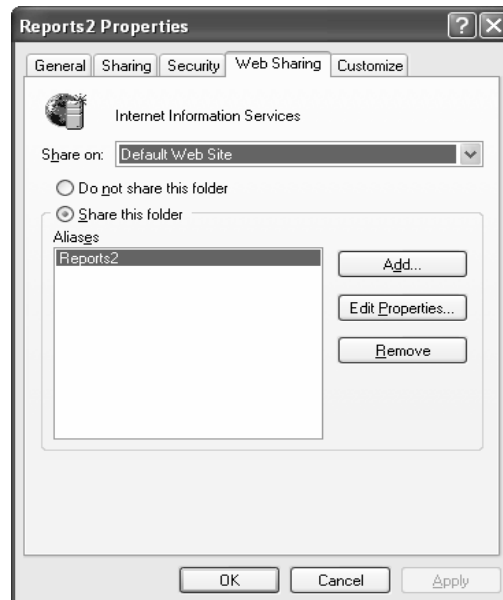 Reports2 Properties
General Sharing Security Web Sharing Customize
Internet Information Services
Share on: Default Web Site
Do not share this folder
Share this folder
Aliases
Reports2
Add...
Edit Properties...
Remove
OK Cancel Apply